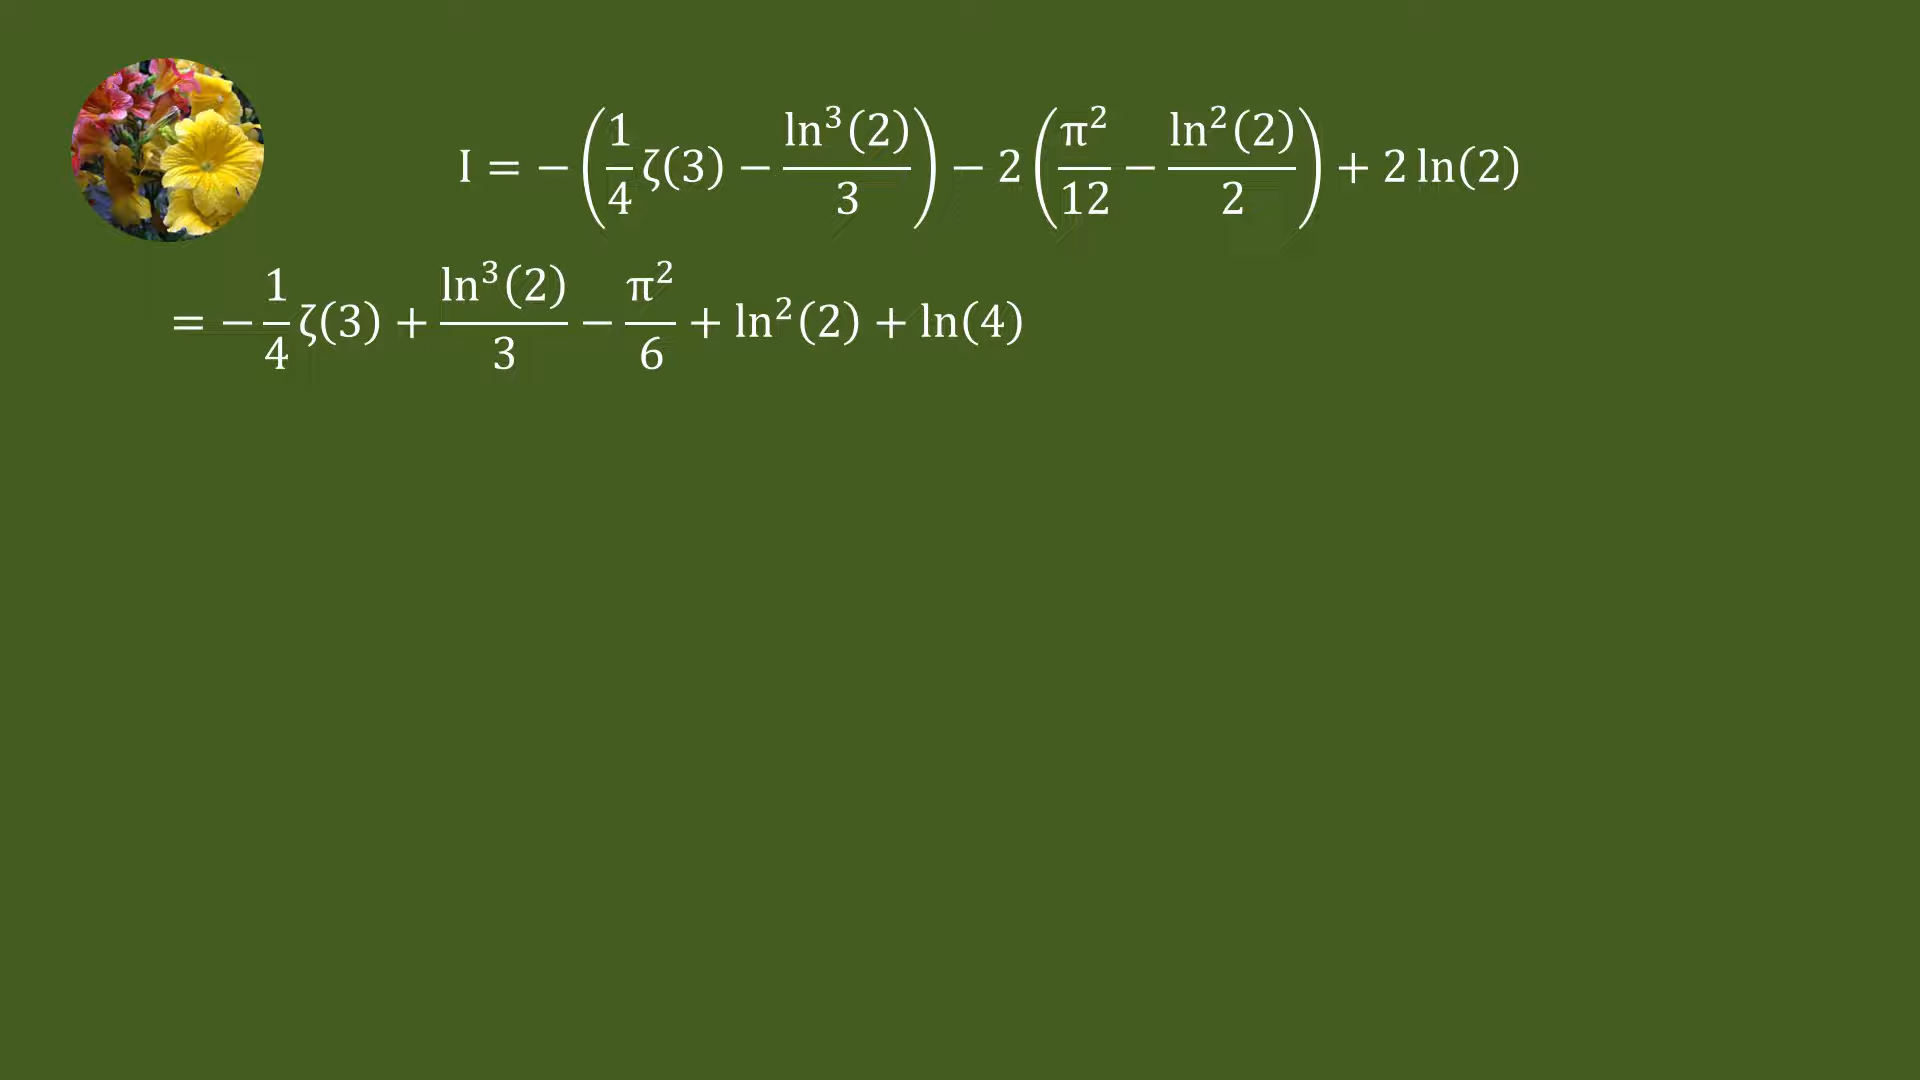 I = −(1/4 ζ(3) − ln³(2)/3) − 2(π²/12 − ln²(2)/2) + 2 ln(2)
= −1/4 ζ(3) + ln³(2)/3 − π²/6 + ln²(2) + ln(4)